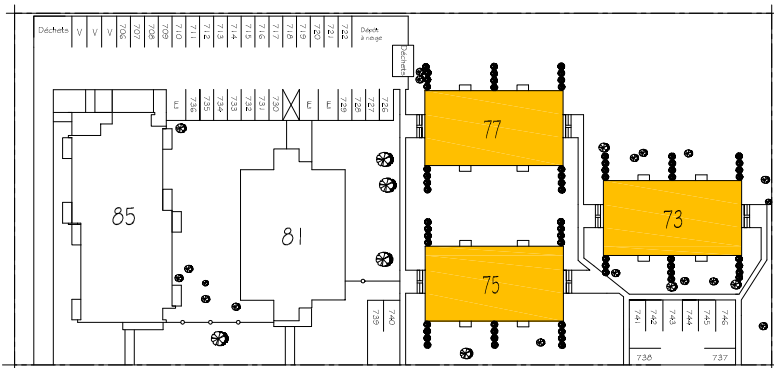 Déchets V V V 706 707 708 709 710 711 712 713 714 715 716 717 718 719 720 721 722 Dépôt
à neige
Déchets
E 736 735 734 733 732 731 730 E E 729 728 727 726
77
85
81
73
75
739 740
741 742 743 744 745 746
738 737